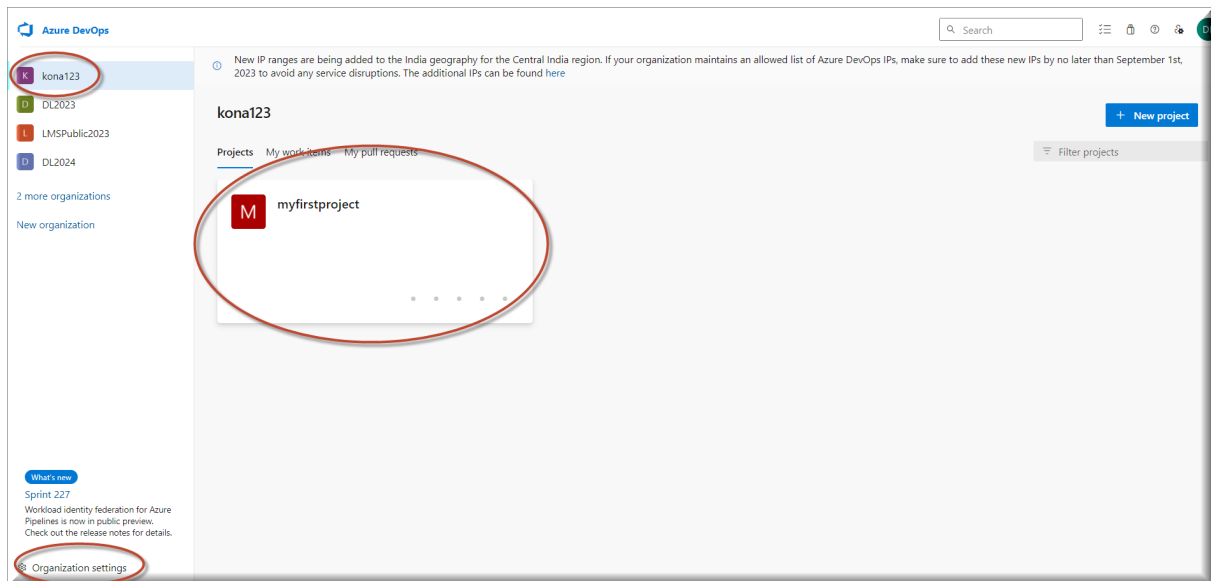 Azure DevOps
Search
D
K kona123
D DL2023
L LMSPublic2023
D DL2024
2 more organizations
New organization
New IP ranges are being added to the India geography for the Central India region. If your organization maintains an allowed list of Azure DevOps IPs, make sure to add these new IPs by no later than September 1st,
2023 to avoid any service disruptions. The additional IPs can be found here
kona123
+ New project
Projects My work items My pull requests
Filter projects
M myfirstproject
What's new
Sprint 227
Workload identity federation for Azure
Pipelines is now in public preview.
Check out the release notes for details.
Organization settings